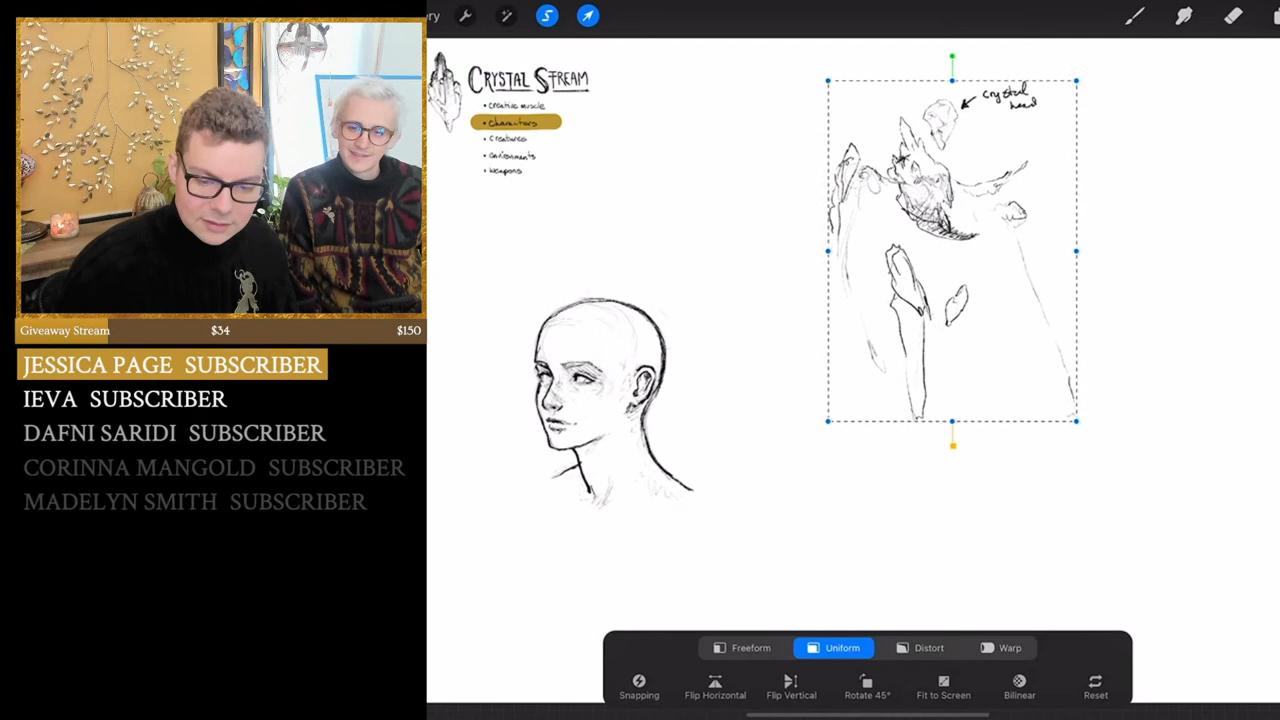 ry
CRYSTAL STREAM
• creative muscle
• characters
• creatures
• environments
• weapons
crystal
head
Giveaway Stream $34 $150
JESSICA PAGE SUBSCRIBER
IEVA SUBSCRIBER
DAFNI SARIDI SUBSCRIBER
CORINNA MANGOLD SUBSCRIBER
MADELYN SMITH SUBSCRIBER
Freeform Uniform Distort Warp
Snapping Flip Horizontal Flip Vertical Rotate 45° Fit to Screen Bilinear Reset